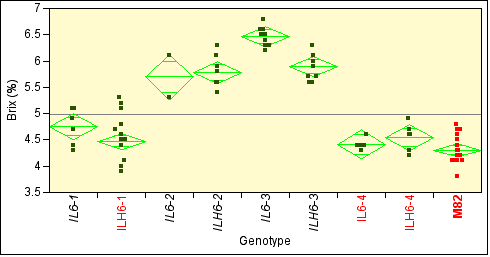 Brix (%)
7
6.5
6
5.5
5
4.5
4
3.5
IL6-1
ILH6-1
IL6-2
ILH6-2
IL6-3
ILH6-3
IL6-4
ILH6-4
M82
Genotype